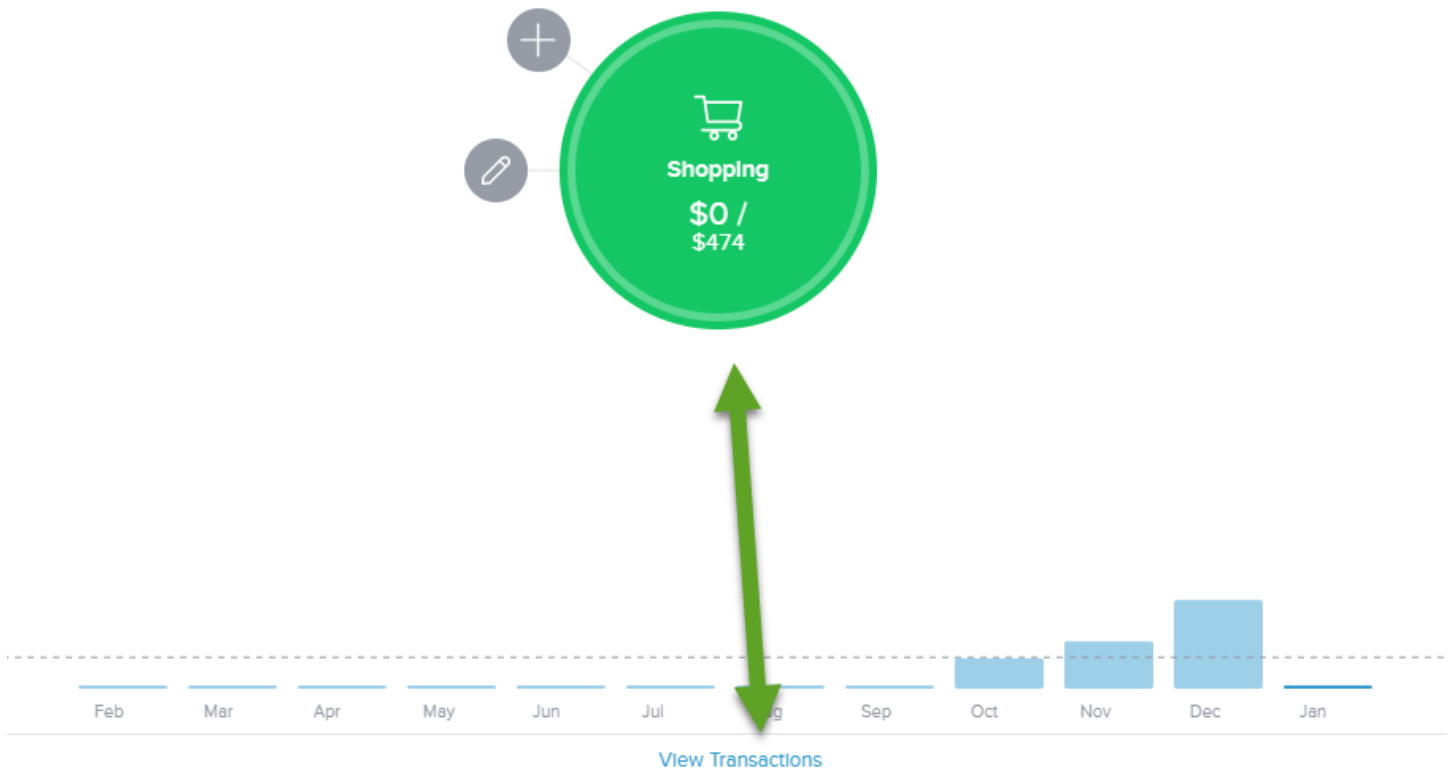 Shopping
$0 /
$474
Feb Mar Apr May Jun Jul Sep Oct Nov Dec Jan
View Transactions